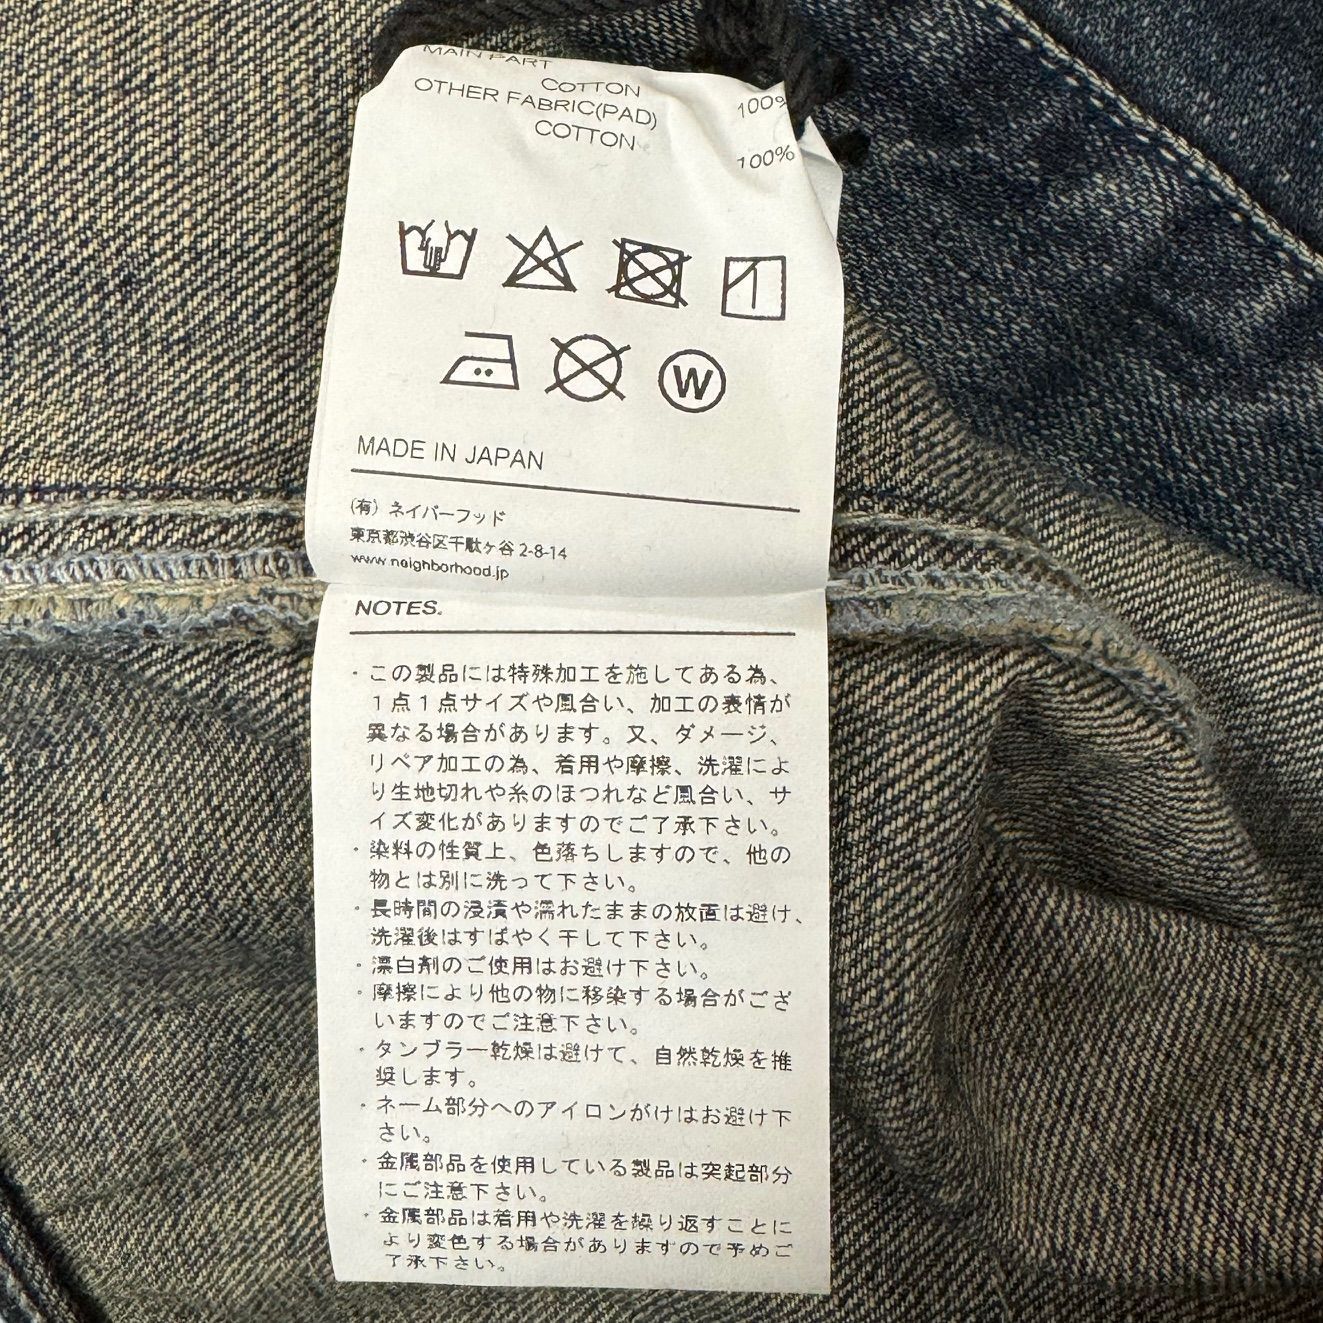 MAIN PART
COTTON 100%
OTHER FABRIC(PAD)
COTTON 100%
W
MADE IN JAPAN
(有) ネイバーフッド
東京都渋谷区千駄ヶ谷 2-8-14
www.neighborhood.jp
NOTES.
・この製品には特殊加工を施してある為、
１点１点サイズや風合い、加工の表情が
異なる場合があります。又、ダメージ、
リペア加工の為、着用や摩擦、洗濯によ
り生地切れや糸のほつれなど風合い、サ
イズ変化がありますのでご了承下さい。
・染料の性質上、色落ちしますので、他の
物とは別に洗って下さい。
・長時間の浸漬や濡れたままの放置は避け、
洗濯後はすばやく干して下さい。
・漂白剤のご使用はお避け下さい。
・摩擦により他の物に移染する場合がござ
いますのでご注意下さい。
・タンブラー乾燥は避けて、自然乾燥を推
奨します。
・ネーム部分へのアイロンがけはお避け下
さい。
・金属部品を使用している製品は突起部分
にご注意下さい。
・金属部品は着用や洗濯を繰り返すことに
より変色する場合がありますので予めご
了承下さい。